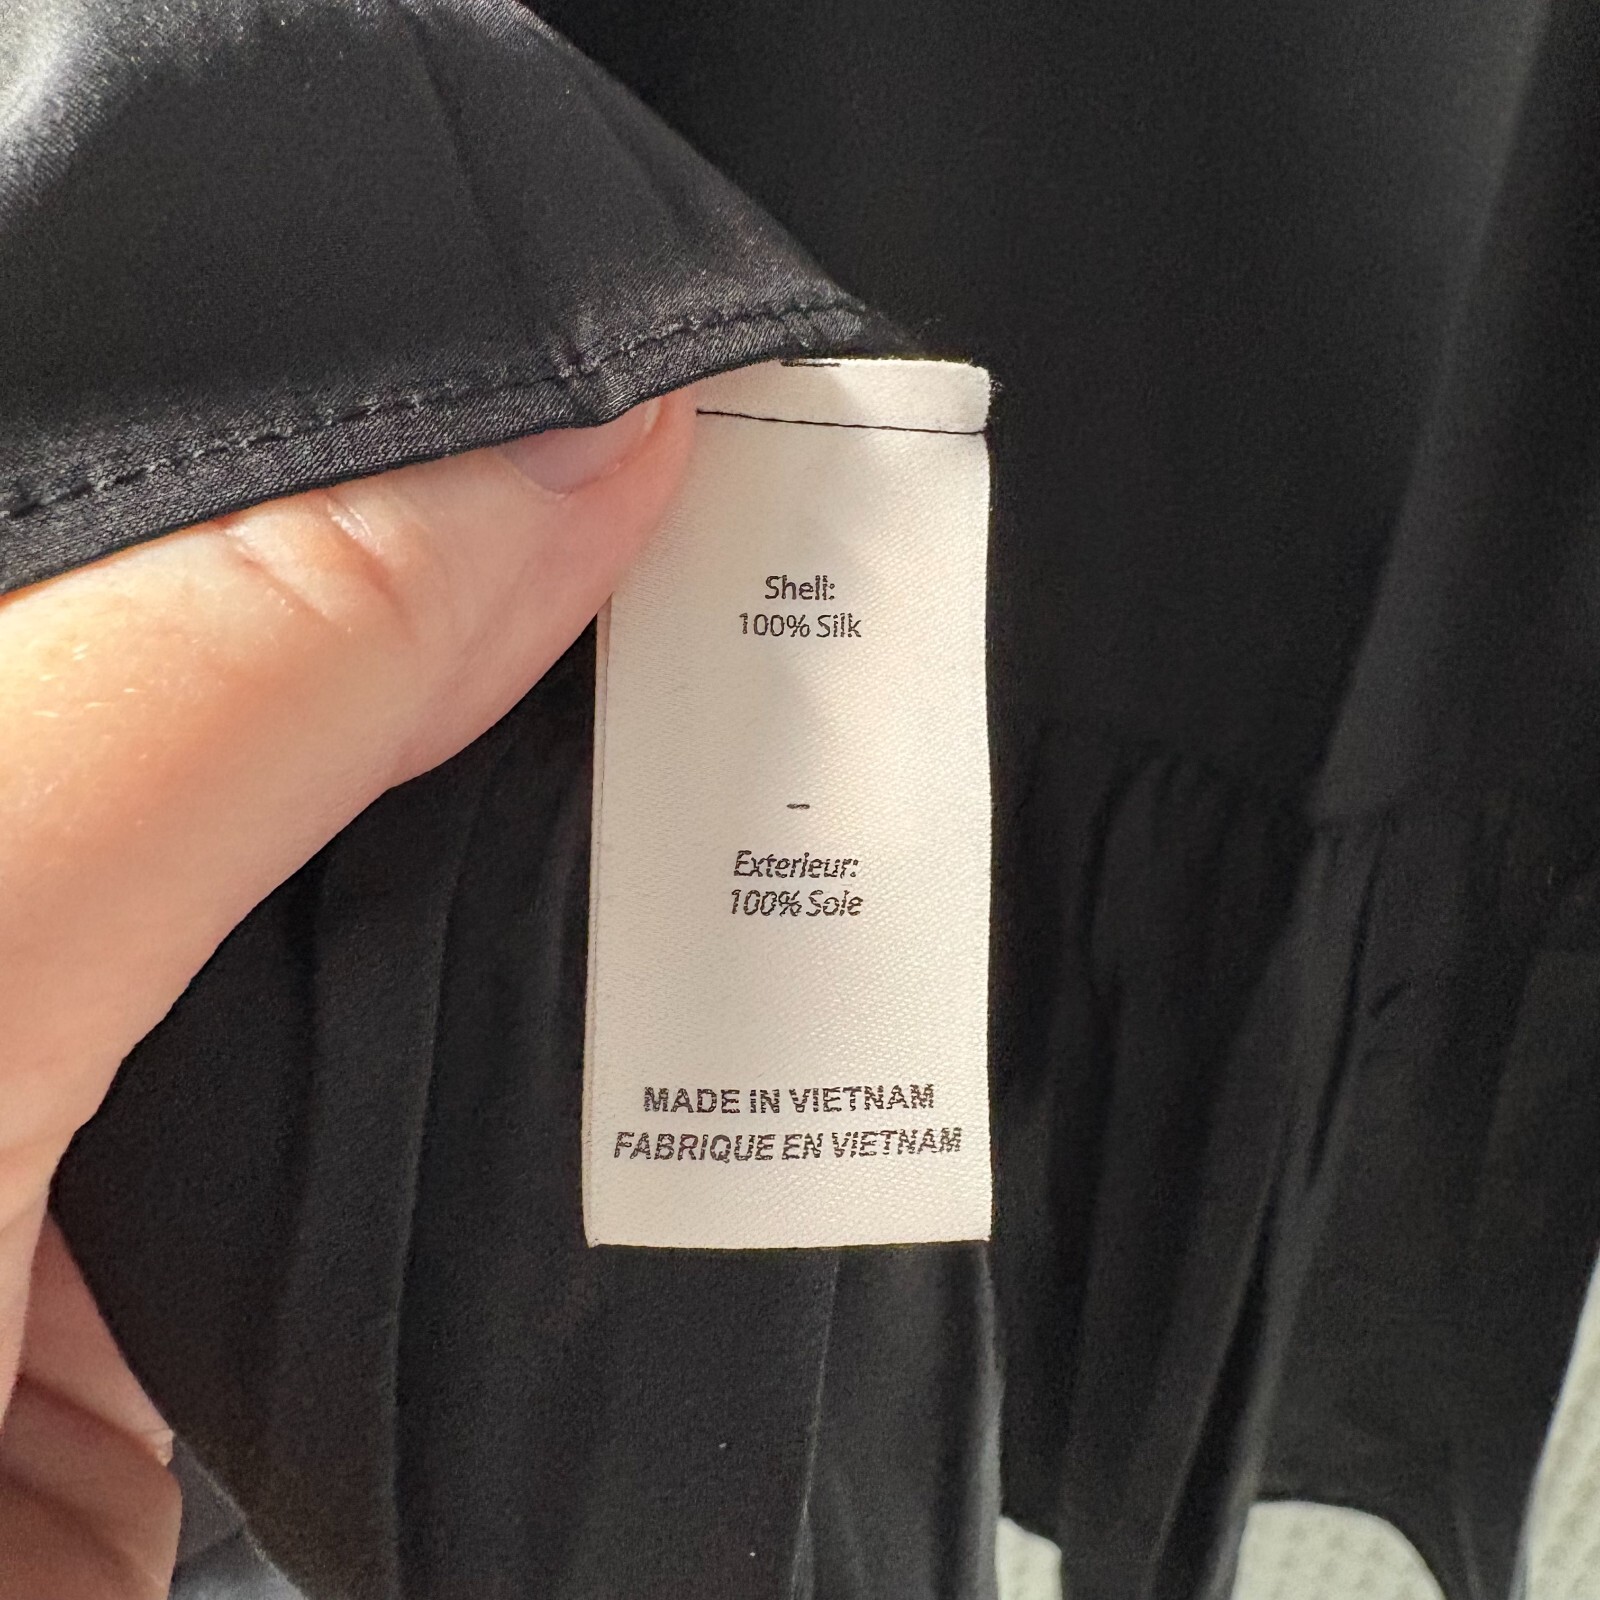 Shell:
100% Silk
–
Exterieur:
100% Soie
MADE IN VIETNAM
FABRIQUE EN VIETNAM